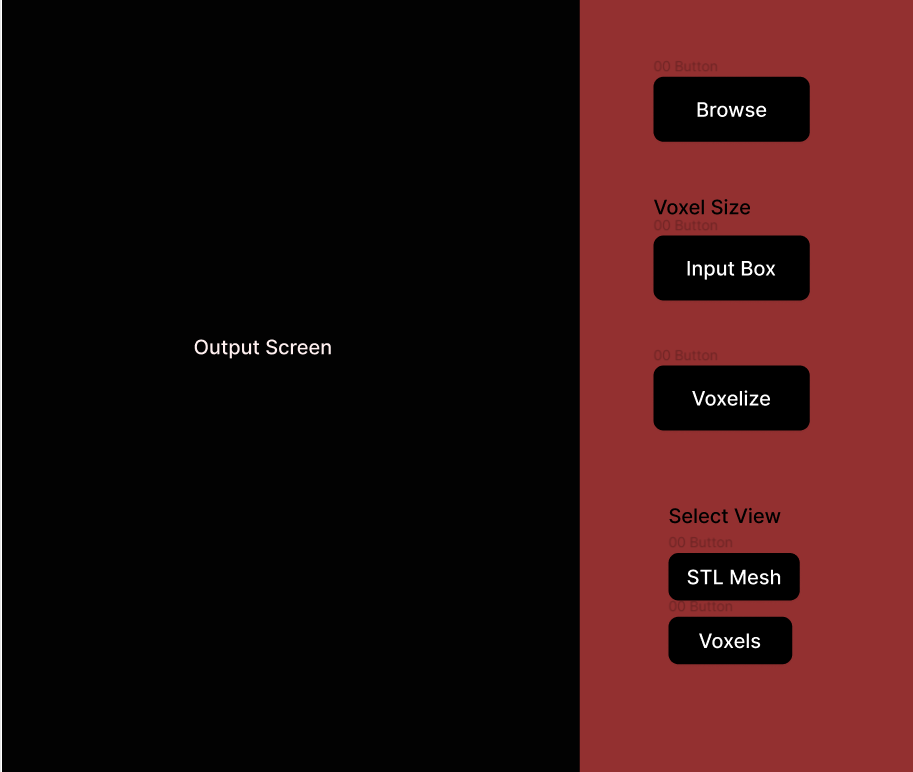 00 Button
Browse
Voxel Size
00 Button
Input Box
Output Screen
00 Button
Voxelize
Select View
00 Button
STL Mesh
00 Button
Voxels